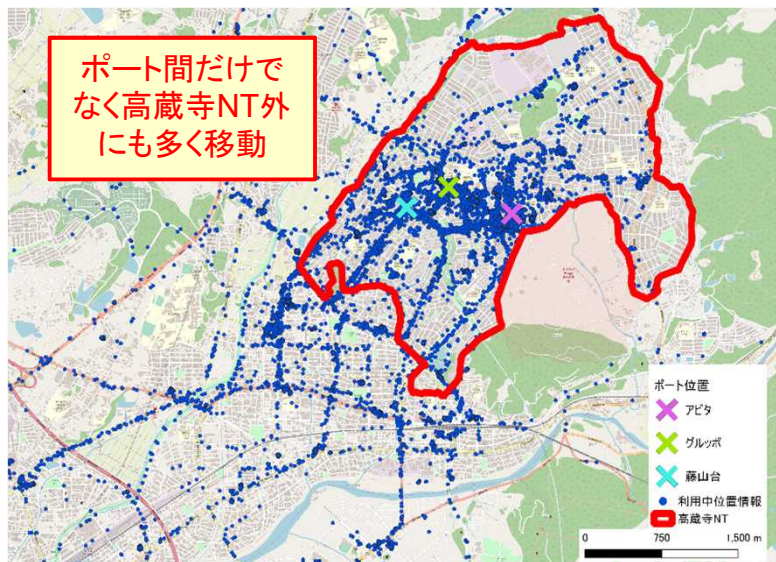 ポート間だけで
なく高蔵寺NT外
にも多く移動
ポート位置
アピタ
グルッポ
藤山台
利用中位置情報
高蔵寺NT
0 750 1,500 m